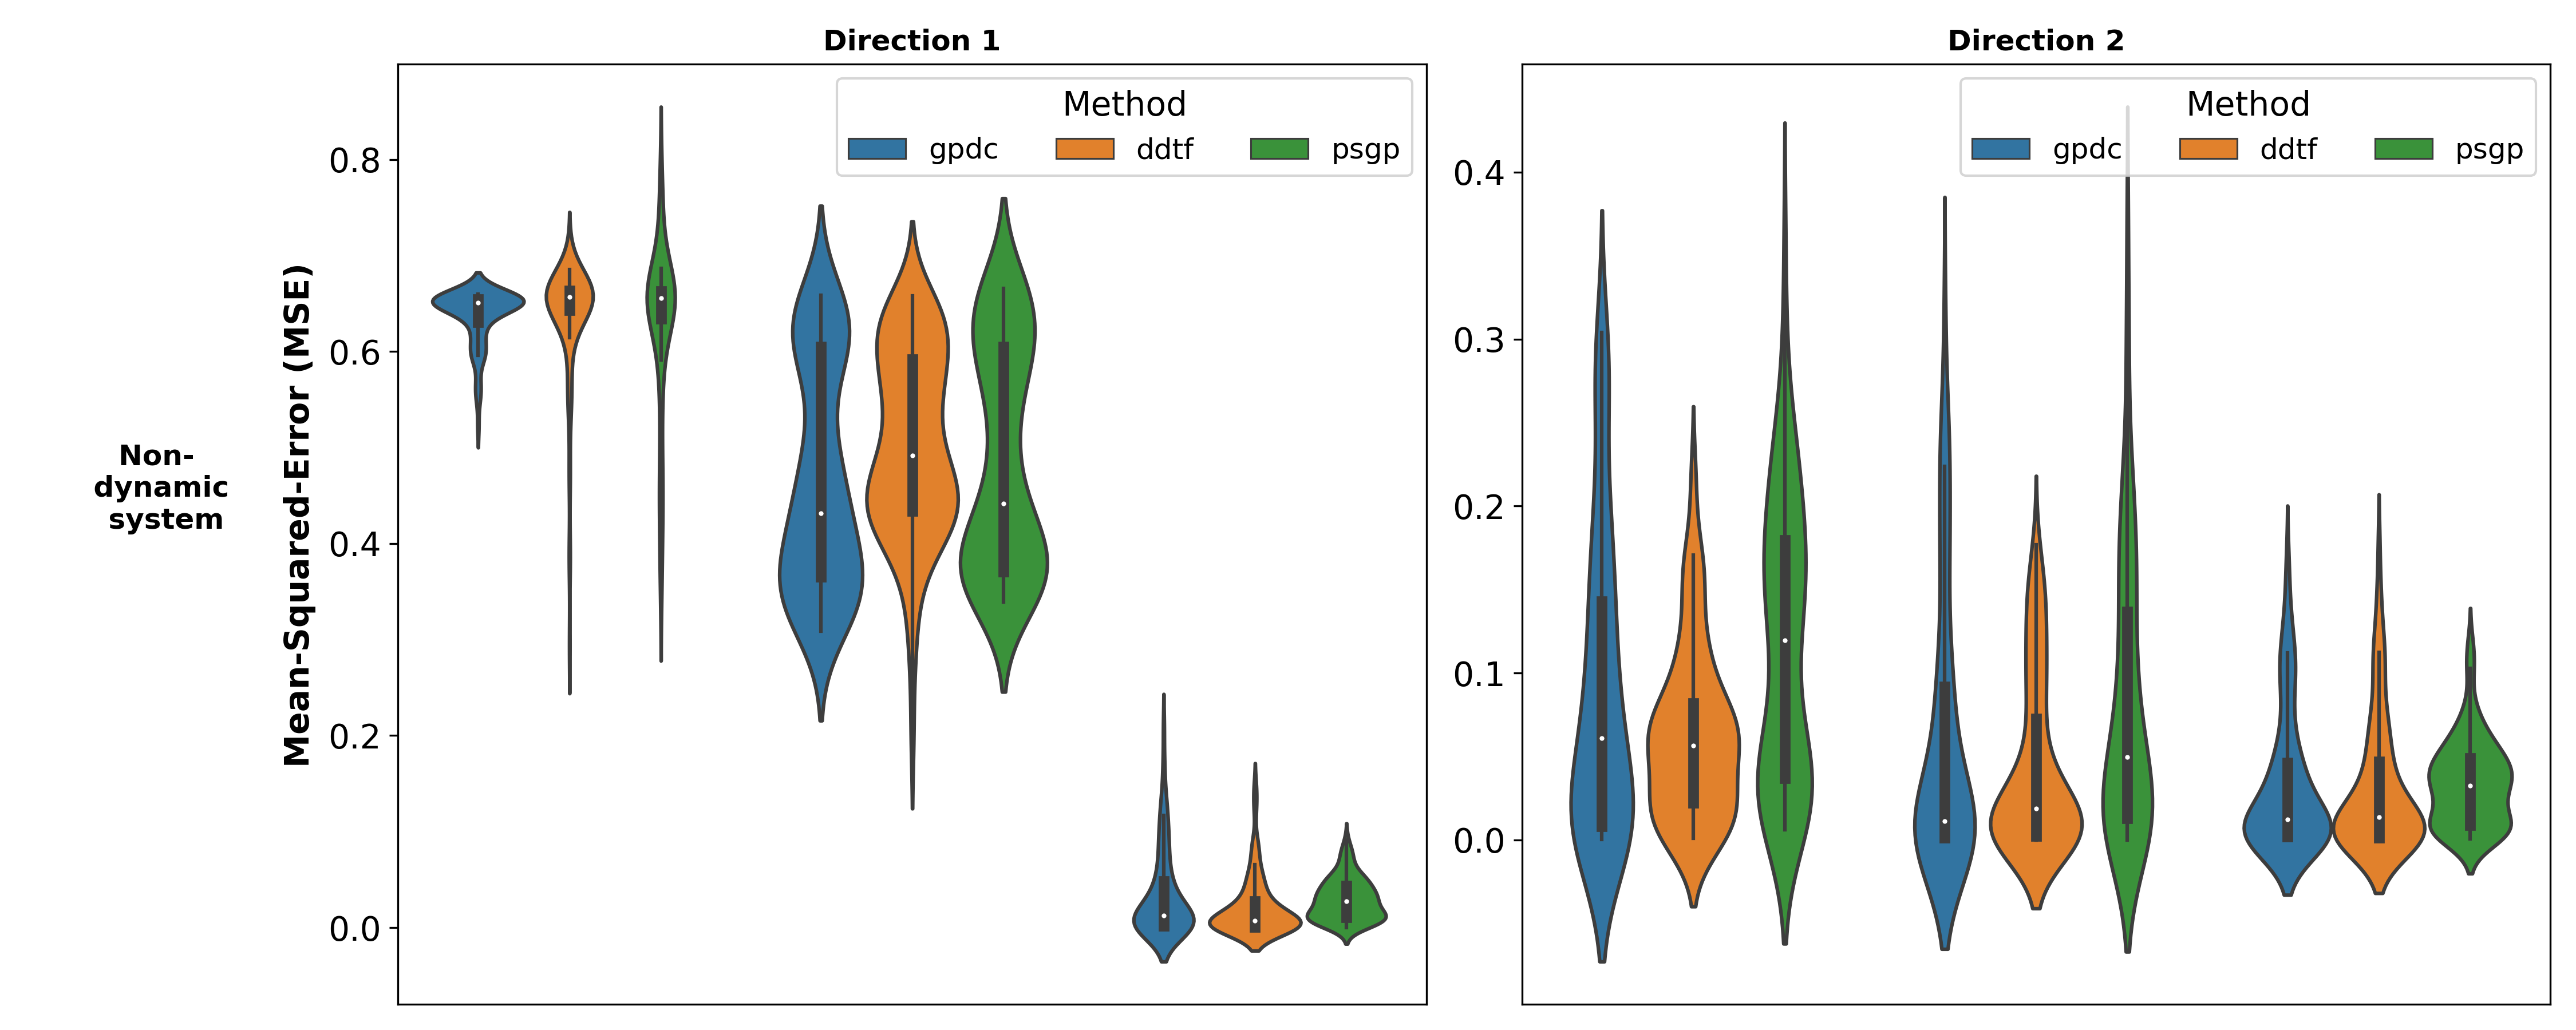 Direction 1
Direction 2
Method
gpdc ddtf psgp
Method
gpdc ddtf psgp
Non-
dynamic
system
Mean-Squared-Error (MSE)
0.8
0.6
0.4
0.2
0.0
0.4
0.3
0.2
0.1
0.0